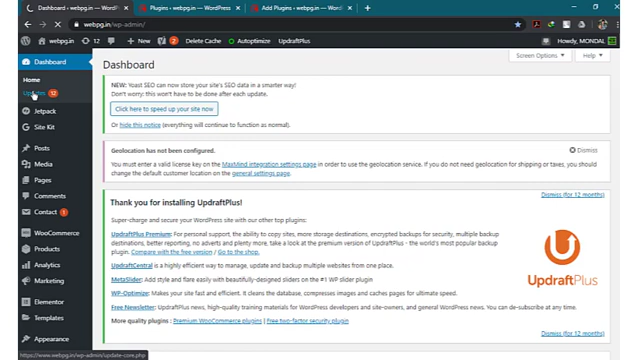 Dashboard ‹ webpg.in — WordP
Plugins ‹ webpg.in — WordPress
Add Plugins ‹ webpg.in — WordPress
webpg.in/wp-admin/
webpg.in 12 0 + New 2 Delete Cache Autoptimize UpdraftPlus Howdy, MONDAL
Dashboard
Home
Updates 12
Jetpack
Site Kit
Posts
Media
Pages
Comments
Contact 1
WooCommerce
Products
Analytics
Marketing
Elementor
Templates
Appearance
Screen Options Help
Dashboard
NEW: Yoast SEO can now store your site's SEO data in a smarter way!
Don't worry: this won't have to be done after each update.
Click here to speed up your site now
Or hide this notice (everything will continue to function as normal).
Geolocation has not been configured. Dismiss
You must enter a valid license key on the MaxMind integration settings page in order to use the geolocation service. If you do not need geolocation for shipping or taxes, you should
change the default customer location on the general settings page.
Dismiss (for 12 months)
Thank you for installing UpdraftPlus!
Super-charge and secure your WordPress site with our other top plugins:
UpdraftPlus Premium: For personal support, the ability to copy sites, more storage destinations, encrypted backups for security, multiple backup
destinations, better reporting, no adverts and plenty more, take a look at the premium version of UpdraftPlus - the world's most popular backup
plugin. Compare with the free version / Go to the shop.
UpdraftCentral is a highly efficient way to manage, update and backup multiple websites from one place.
MetaSlider: Add style and flare easily with beautifully-designed sliders on the #1 WP slider plugin
WP-Optimize: Makes your site fast and efficient. It cleans the database, compresses images and caches pages for ultimate speed.
Free Newsletter: UpdraftPlus news, high-quality training materials for WordPress developers and site-owners, and general WordPress news. You can de-subscribe at any time.
More quality plugins: Premium WooCommerce plugins | Free two-factor security plugin
UpdraftPlus
Dismiss (for 12 months)
https://www.webpg.in/wp-admin/update-core.php